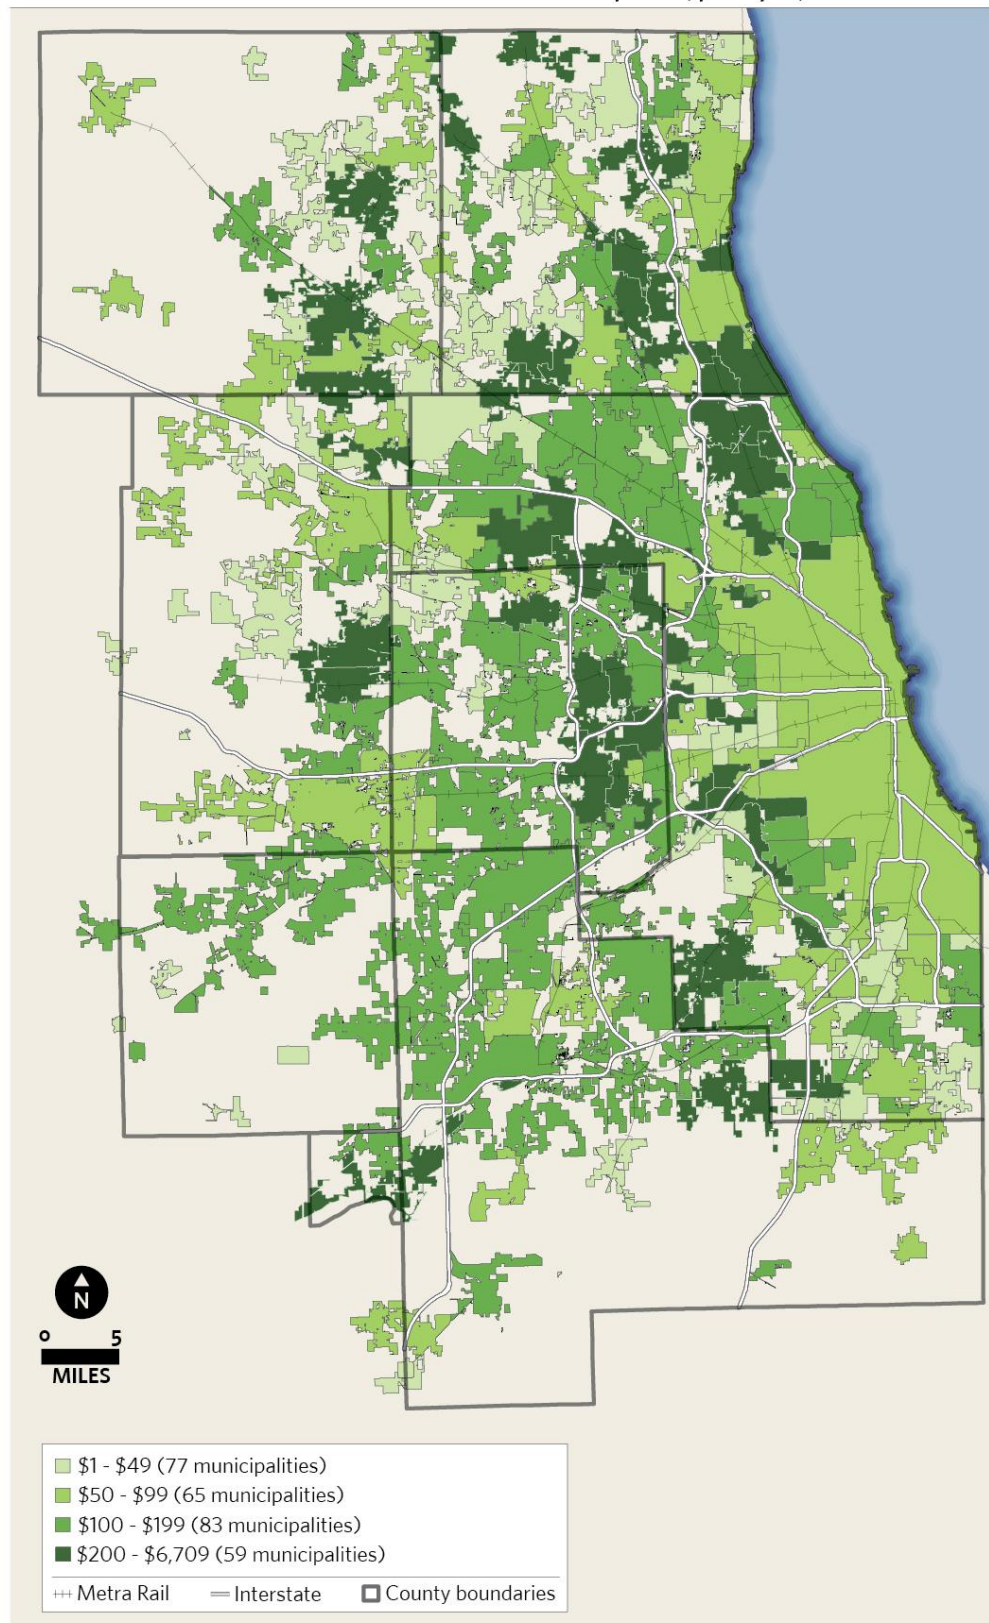 N
0 5
MILES
$1 - $49 (77 municipalities)
$50 - $99 (65 municipalities)
$100 - $199 (83 municipalities)
$200 - $6,709 (59 municipalities)
Metra Rail Interstate County boundaries